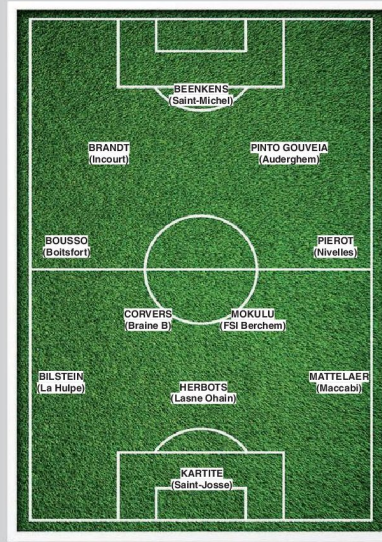 BEENKENS
(Saint-Michel)
BRANDT
(Incourt)
PINTO GOUVEIA
(Auderghem)
BOUSSO
(Boitsfort)
PIEROT
(Nivelles)
CORVERS
(Braine B)
MOKULU
(FSI Berchem)
BILSTEIN
(La Hulpe)
HERBOTS
(Lasne Ohain)
MATTELAER
(Maccabi)
KARTITE
(Saint-Josse)